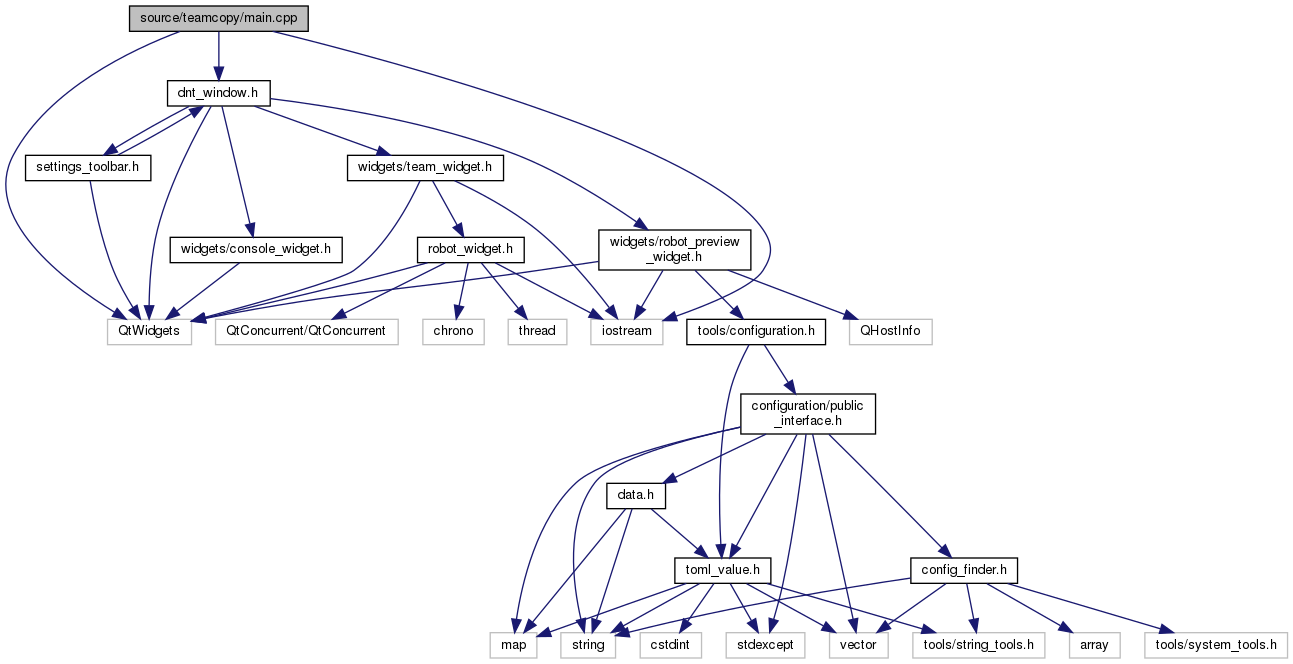 source/teamcopy/main.cpp
dnt_window.h
settings_toolbar.h
widgets/team_widget.h
widgets/console_widget.h
robot_widget.h
widgets/robot_preview
_widget.h
QtWidgets
QtConcurrent/QtConcurrent
chrono
thread
iostream
tools/configuration.h
QHostInfo
configuration/public
_interface.h
data.h
toml_value.h
config_finder.h
map
string
cstdint
stdexcept
vector
tools/string_tools.h
array
tools/system_tools.h